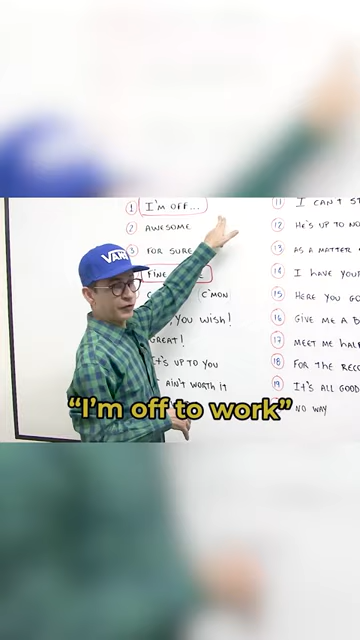 1 I'M OFF...
2 AWESOME
3 FOR SURE
FINE
C'MON
YOU WISH!
GREAT!
IT'S UP TO YOU
AIN'T WORTH IT
11 I CAN'T
12 HE'S UP TO NO
13 AS A MATTER
14 I HAVE YOU
15 HERE YOU GO
16 GIVE ME A B
17 MEET ME HAL
18 FOR THE REC
19 IT'S ALL GOOD
NO WAY
VANS
"I'm off to work"